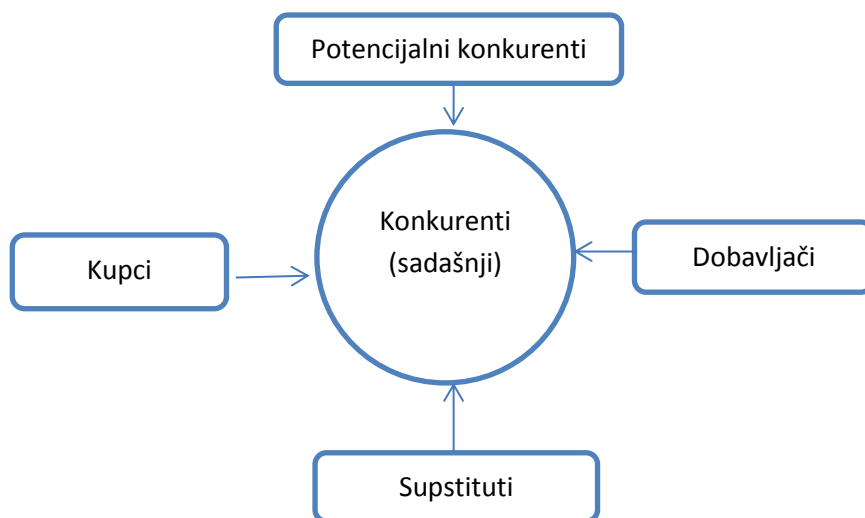 Potencijalni konkurenti
Konkurenti
(sadašnji)
Kupci
Dobavljači
Supstituti